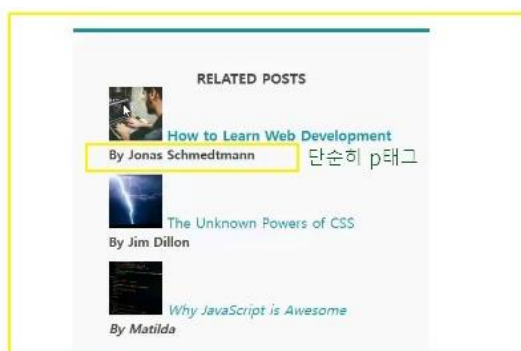 RELATED POSTS
How to Learn Web Development
By Jonas Schmedtmann 단순히 p태그
The Unknown Powers of CSS
By Jim Dillon
Why JavaScript is Awesome
By Matilda